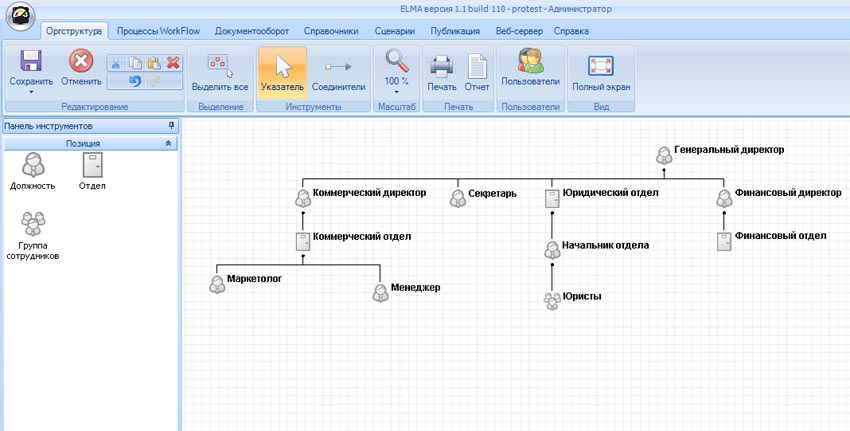 ELMA версия 1.1 build 110 - protest - Администратор
Оргструктура Процессы WorkFlow Документооборот Справочники Сценарии Публикация Веб-сервер Справка
Сохранить Отменить Выделить все Указатель Соединители 100 % Печать Отчет Пользователи Полный экран
Редактирование Выделение Инструменты Масштаб Печать Пользователи Вид
Панель инструментов
Позиция
Должность Отдел
Группа
сотрудников
Генеральный директор
Коммерческий директор Секретарь Юридический отдел Финансовый директор
Коммерческий отдел Начальник отдела Финансовый отдел
Маркетолог Менеджер Юристы